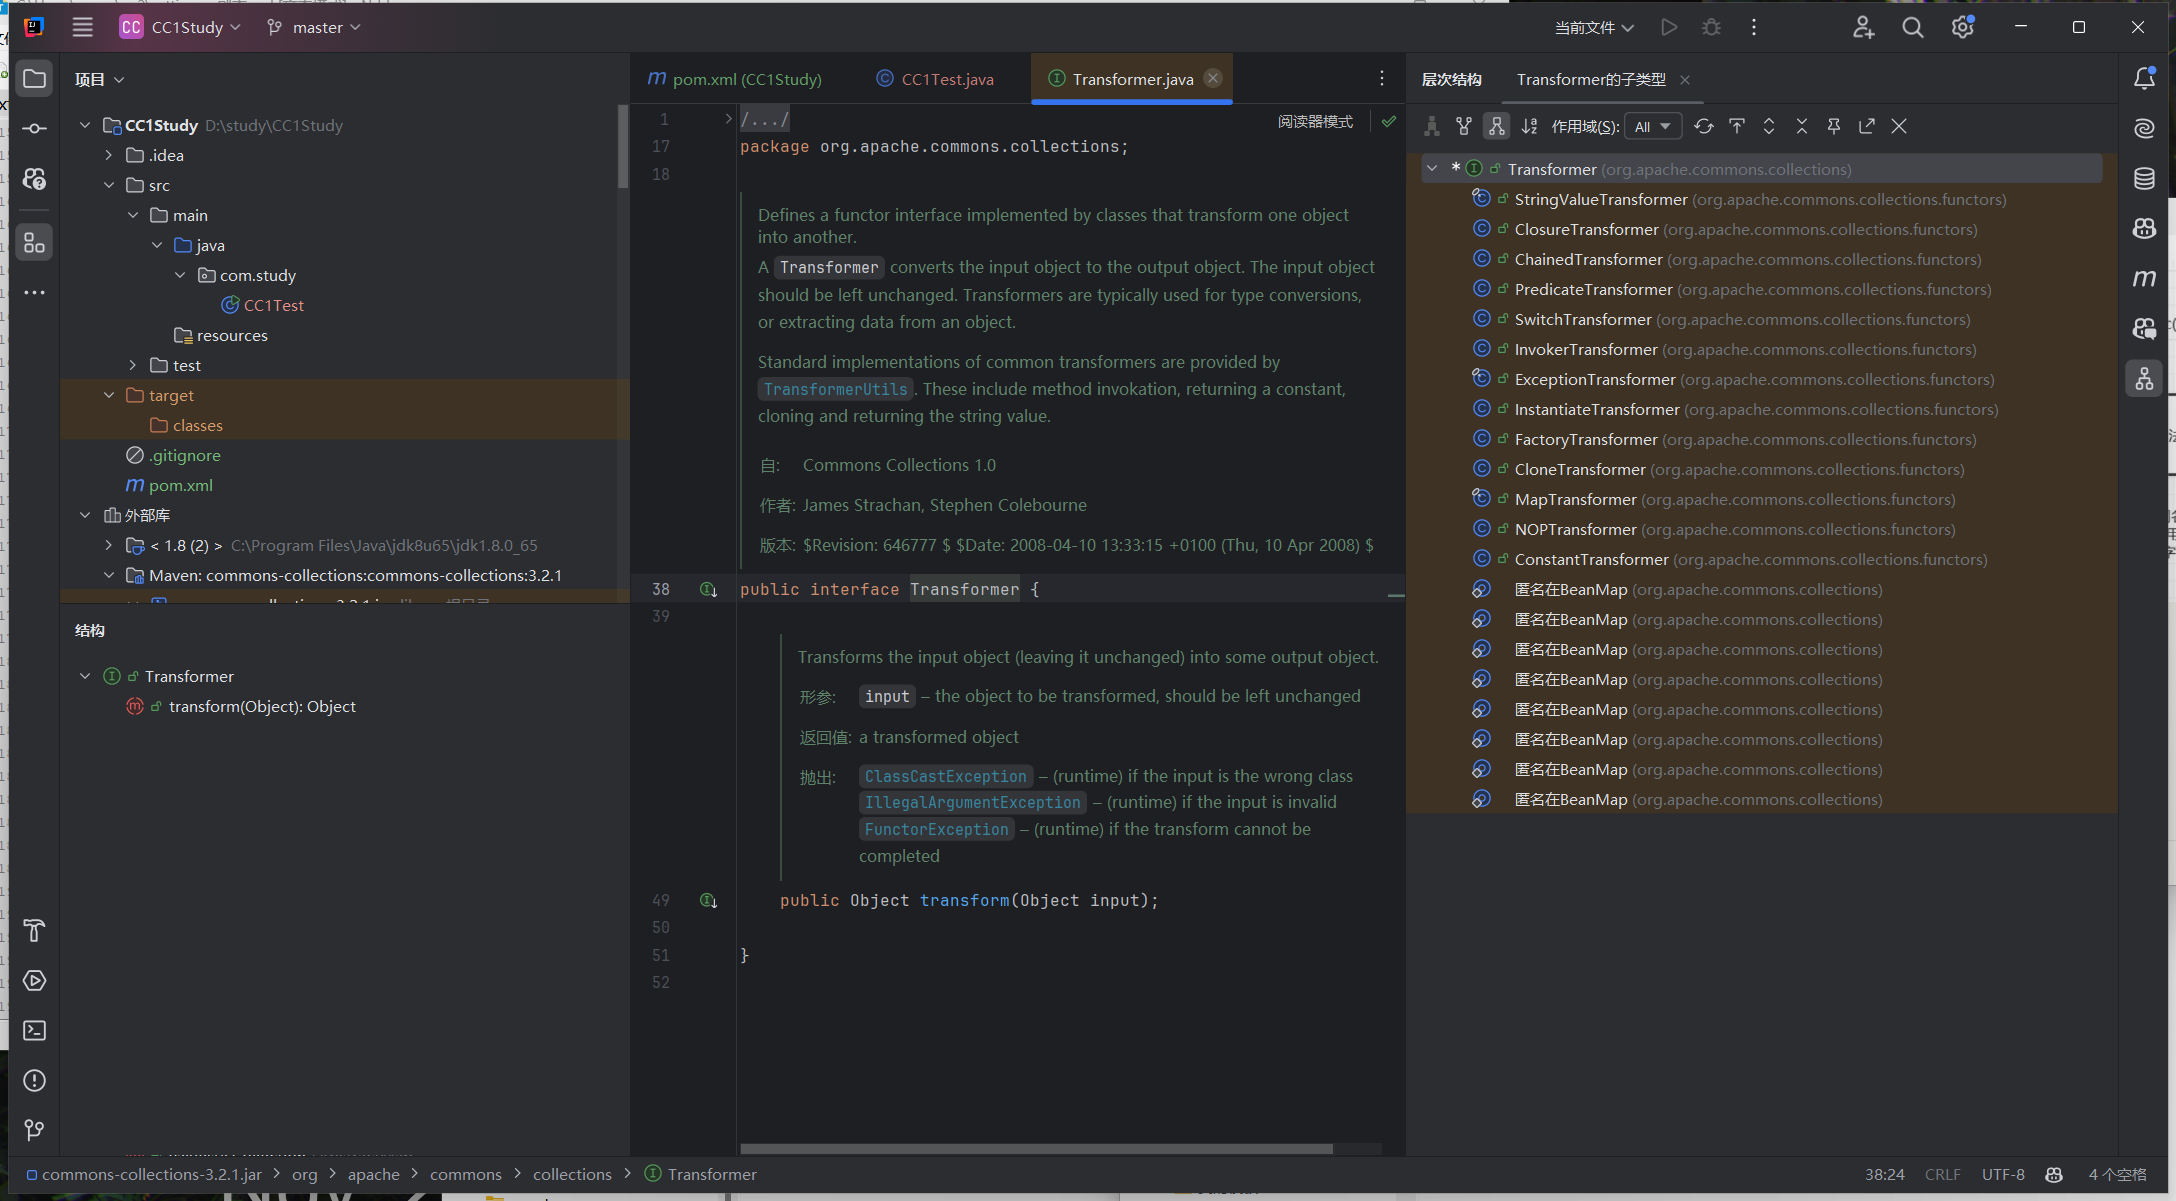 CC CC1Study master 当前文件
项目
CC1Study D:\study\CC1Study
.idea
src
main
java
com.study
CC1Test
resources
test
target
classes
.gitignore
pom.xml
外部库
< 1.8 (2) > C:\Program Files\Java\jdk8u65\jdk1.8.0_65
Maven: commons-collections:commons-collections:3.2.1
结构
Transformer
transform(Object): Object
pom.xml (CC1Study) CC1Test.java Transformer.java
阅读器模式
1 /.../
17 package org.apache.commons.collections;
18
Defines a functor interface implemented by classes that transform one object
into another.
A Transformer converts the input object to the output object. The input object
should be left unchanged. Transformers are typically used for type conversions,
or extracting data from an object.
Standard implementations of common transformers are provided by
TransformerUtils. These include method invokation, returning a constant,
cloning and returning the string value.
自: Commons Collections 1.0
作者: James Strachan, Stephen Colebourne
版本: $Revision: 646777 $ $Date: 2008-04-10 13:33:15 +0100 (Thu, 10 Apr 2008) $
38 public interface Transformer {
39
Transforms the input object (leaving it unchanged) into some output object.
形参: input – the object to be transformed, should be left unchanged
返回值: a transformed object
抛出: ClassCastException – (runtime) if the input is the wrong class
IllegalArgumentException – (runtime) if the input is invalid
FunctorException – (runtime) if the transform cannot be
completed
49 public Object transform(Object input);
50
51 }
52
层次结构 Transformer的子类型
作用域(S): All
* Transformer (org.apache.commons.collections)
StringValueTransformer (org.apache.commons.collections.functors)
ClosureTransformer (org.apache.commons.collections.functors)
ChainedTransformer (org.apache.commons.collections.functors)
PredicateTransformer (org.apache.commons.collections.functors)
SwitchTransformer (org.apache.commons.collections.functors)
InvokerTransformer (org.apache.commons.collections.functors)
ExceptionTransformer (org.apache.commons.collections.functors)
InstantiateTransformer (org.apache.commons.collections.functors)
FactoryTransformer (org.apache.commons.collections.functors)
CloneTransformer (org.apache.commons.collections.functors)
MapTransformer (org.apache.commons.collections.functors)
NOPTransformer (org.apache.commons.collections.functors)
ConstantTransformer (org.apache.commons.collections.functors)
匿名在BeanMap (org.apache.commons.collections)
匿名在BeanMap (org.apache.commons.collections)
匿名在BeanMap (org.apache.commons.collections)
匿名在BeanMap (org.apache.commons.collections)
匿名在BeanMap (org.apache.commons.collections)
匿名在BeanMap (org.apache.commons.collections)
匿名在BeanMap (org.apache.commons.collections)
匿名在BeanMap (org.apache.commons.collections)
commons-collections-3.2.1.jar > org > apache > commons > collections > Transformer
38:24 CRLF UTF-8 4 个空格